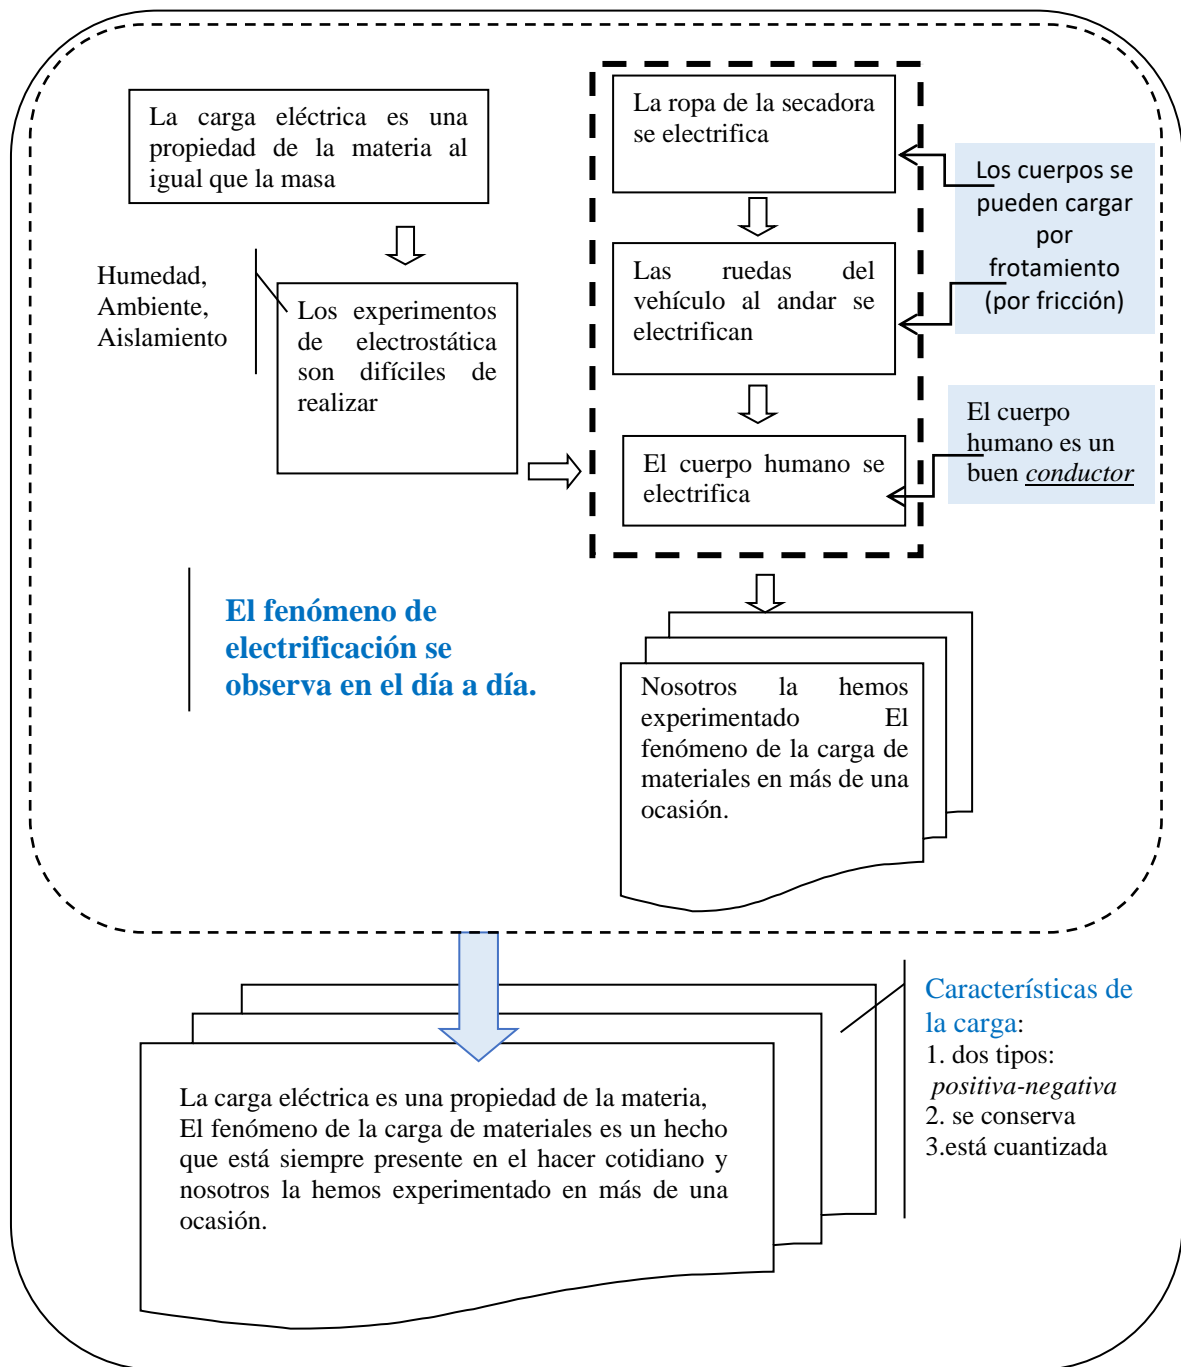 La carga eléctrica es una
propiedad de la materia al
igual que la masa
Humedad,
Ambiente,
Aislamiento
Los experimentos
de electrostática
son difíciles de
realizar
La ropa de la secadora
se electrifica
Las ruedas del
vehículo al andar se
electrifican
El cuerpo humano se
electrifica
Los cuerpos se
pueden cargar
por
frotamiento
(por fricción)
El cuerpo
humano es un
buen conductor
El fenómeno de
electrificación se
observa en el día a día.
Nosotros la hemos
experimentado El
fenómeno de la carga de
materiales en más de una
ocasión.
La carga eléctrica es una propiedad de la materia,
El fenómeno de la carga de materiales es un hecho
que está siempre presente en el hacer cotidiano y
nosotros la hemos experimentado en más de una
ocasión.
Características de
la carga:
1. dos tipos:
positiva-negativa
2. se conserva
3.está cuantizada